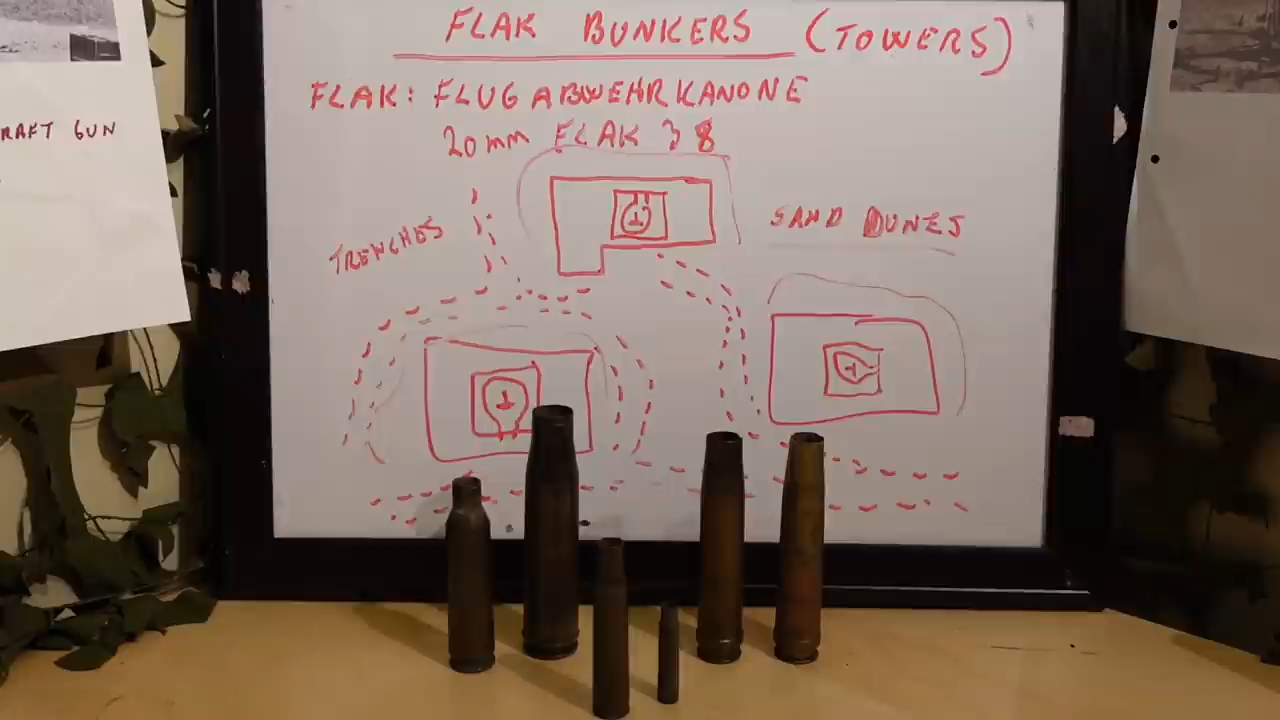 FLAK BUNKERS (TOWERS)
FLAK: FLUGABWEHRKANONE
20mm FLAK 38
RAFT GUN
TRENCHES
SAND DUNES